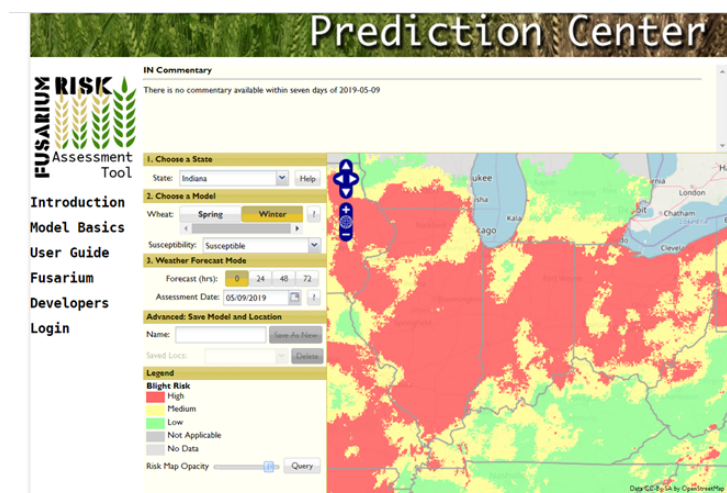 Prediction Center
FUSARIUM
RISK
Assessment
Tool
Introduction
Model Basics
User Guide
Fusarium
Developers
Login
IN Commentary
There is no commentary available within seven days of 2019-05-09
1. Choose a State
State: Indiana Help
2. Choose a Model
Wheat: Spring Winter ?
Susceptibility: Susceptible
3. Weather Forecast Mode
Forecast (hrs): 0 24 48 72
Assessment Date: 05/09/2019 ?
Advanced: Save Model and Location
Name: Save As New
Saved Locs: Delete
Legend
Blight Risk
High
Medium
Low
Not Applicable
No Data
Risk Map Opacity Query
ukee
cago
Kala
London
Chatham
Clevela
Data CC-By-SA by OpenStreetMap